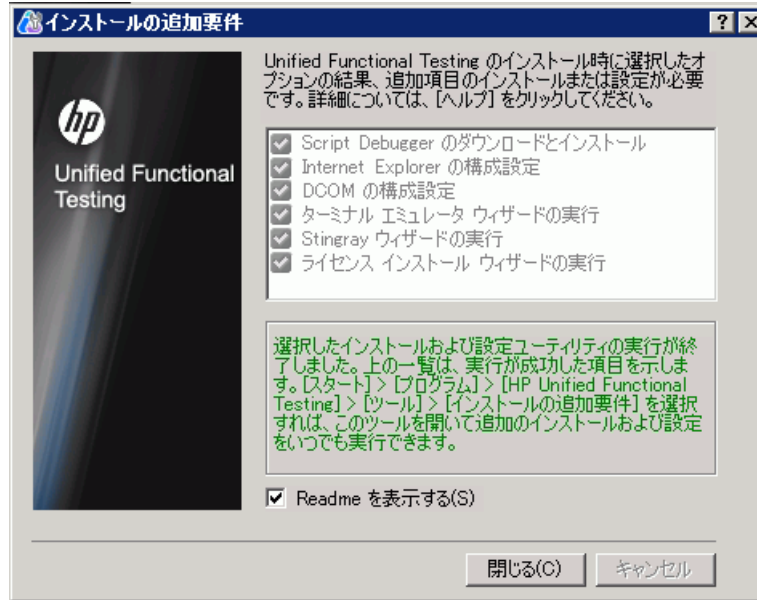 インストールの追加要件
Unified Functional Testing のインストール時に選択したオ
プションの結果、追加項目のインストールまたは設定が必要
です。詳細については、[ヘルプ] をクリックしてください。
hp
Unified Functional
Testing
Script Debugger のダウンロードとインストール
Internet Explorer の構成設定
DCOM の構成設定
ターミナル エミュレータ ウィザードの実行
Stingray ウィザードの実行
ライセンス インストール ウィザードの実行
選択したインストールおよび設定ユーティリティの実行が終
了しました。上の一覧は、実行が成功した項目を示しま
す。[スタート] > [プログラム] > [HP Unified Functional
Testing] > [ツール] > [インストールの追加要件] を選択
すれば、このツールを開いて追加のインストールおよび設定
をいつでも実行できます。
Readme を表示する(S)
閉じる(C)
キャンセル